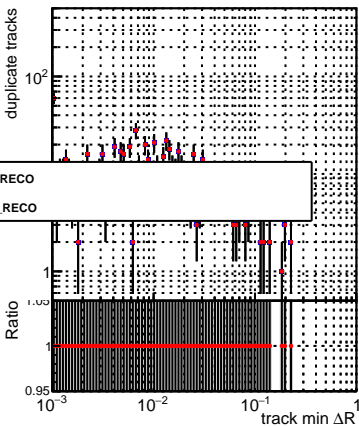 duplicate tracks
10²
RECO
_RECO
1
Ratio
1.05
1
0.95
10⁻³
10⁻²
10⁻¹
1
track min ΔR